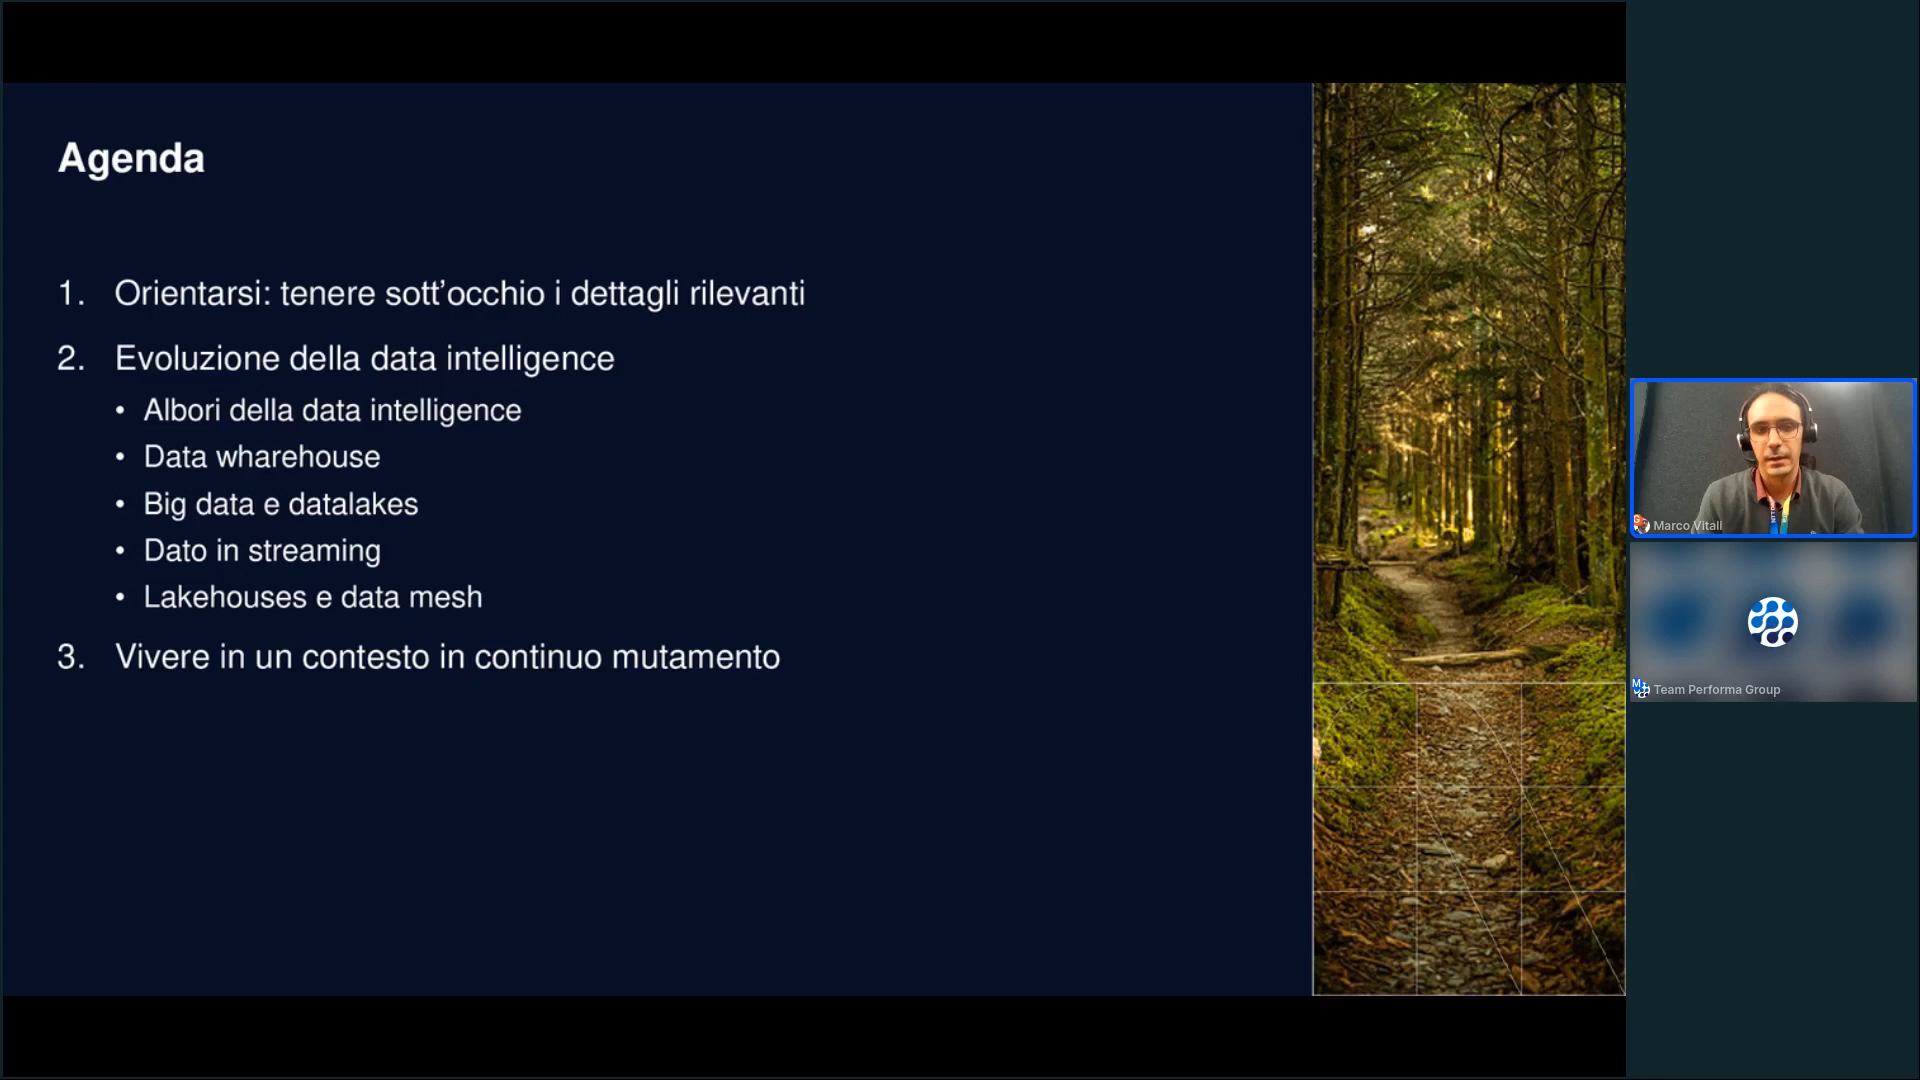 Agenda
1. Orientarsi: tenere sott’occhio i dettagli rilevanti
2. Evoluzione della data intelligence
• Albori della data intelligence
• Data wharehouse
• Big data e datalakes
• Dato in streaming
• Lakehouses e data mesh
3. Vivere in un contesto in continuo mutamento
Marco Vitali
Team Performa Group